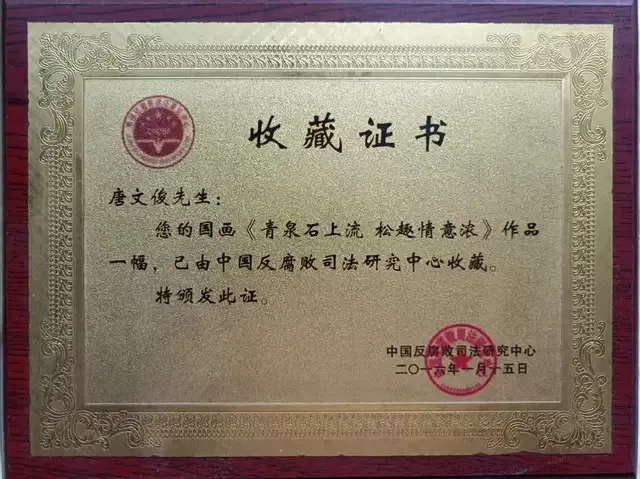 收藏证书
唐文俊先生：
您的国画《青泉石上流 松趣情意浓》作品
一幅，已由中国反腐败司法研究中心收藏。
特颁发此证。
中国反腐败司法研究中心
二〇一六年一月十五日